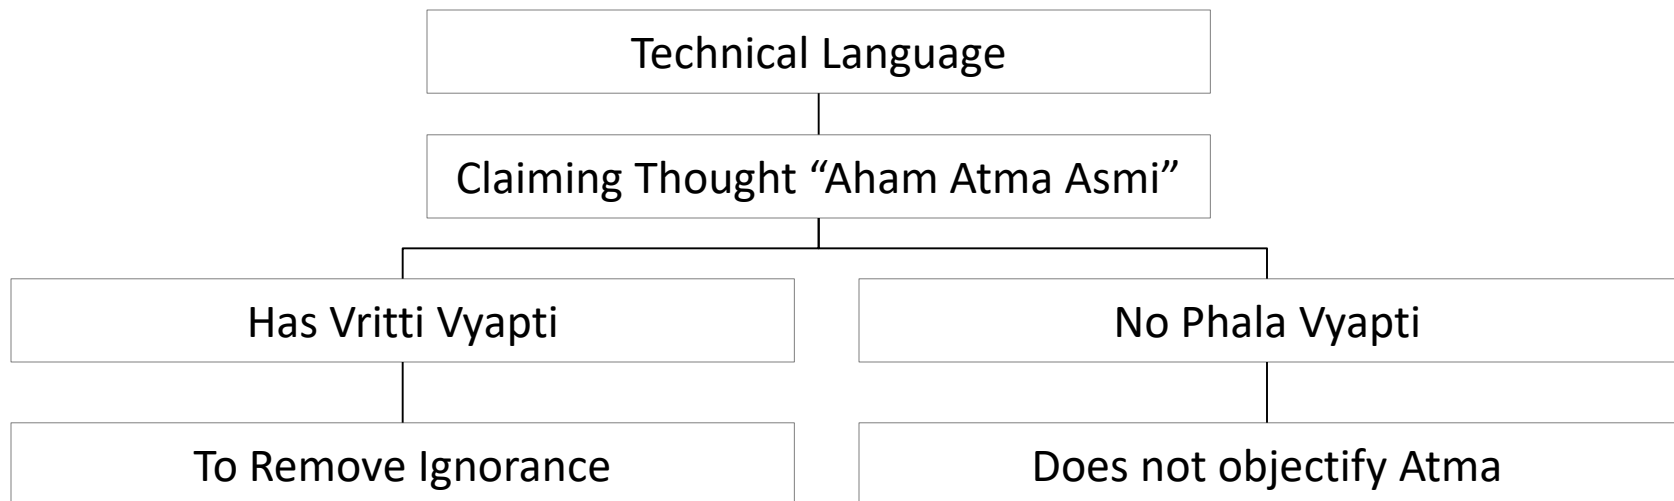 Technical Language
Claiming Thought “Aham Atma Asmi”
Has Vritti Vyapti
No Phala Vyapti
To Remove Ignorance
Does not objectify Atma